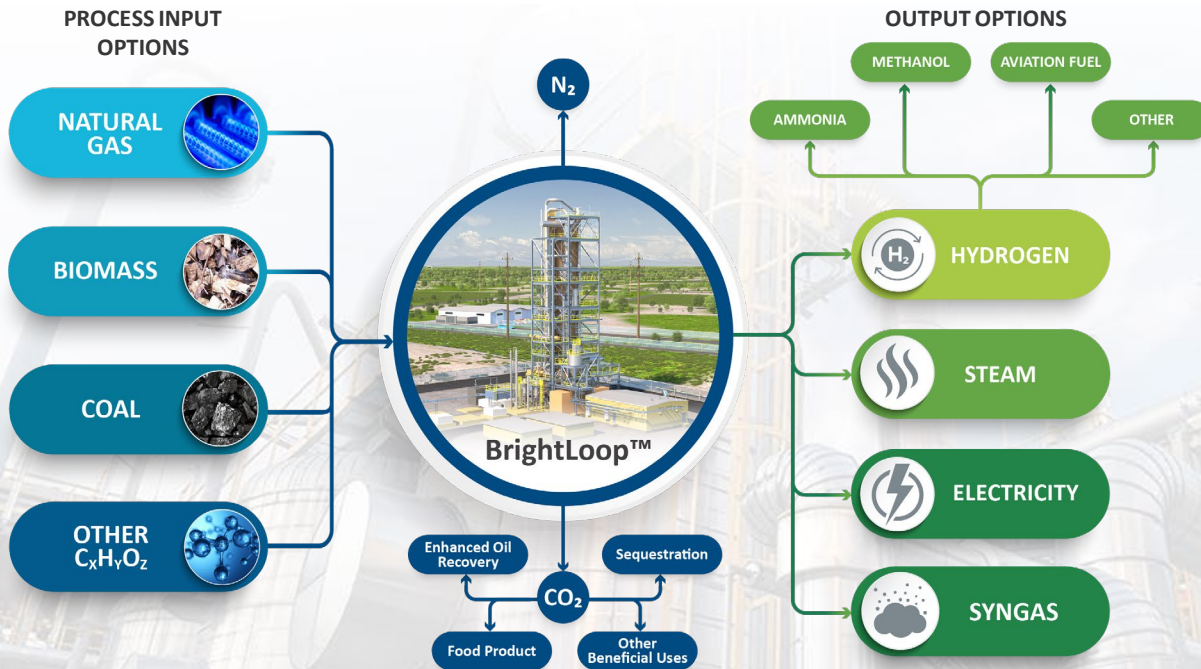 PROCESS INPUT
OPTIONS
NATURAL
GAS
BIOMASS
COAL
OTHER
CₓHᵧO𝓏
N₂
BrightLoop™
CO₂
Enhanced Oil
Recovery
Sequestration
Food Product
Other
Beneficial Uses
OUTPUT OPTIONS
METHANOL
AVIATION FUEL
AMMONIA
OTHER
H₂
HYDROGEN
STEAM
ELECTRICITY
SYNGAS